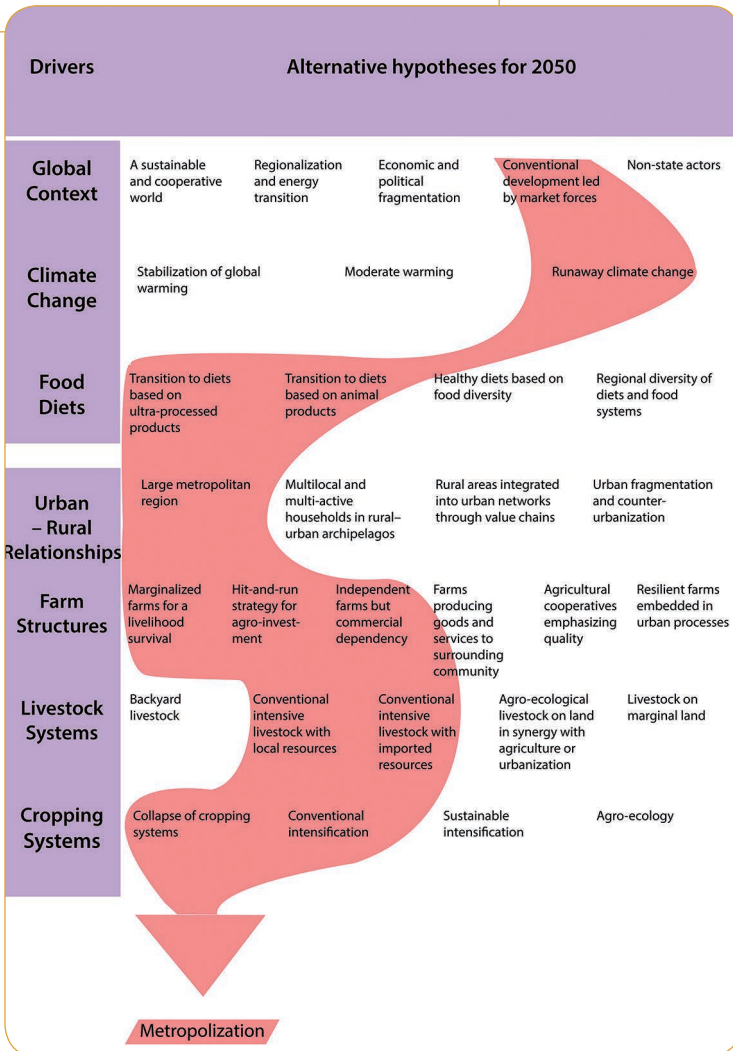 Drivers
Alternative hypotheses for 2050
Global
Context
A sustainable
and cooperative
world
Regionalization
and energy
transition
Economic and
political
fragmentation
Conventional
development led
by market forces
Non-state actors
Climate
Change
Stabilization of global
warming
Moderate warming
Runaway climate change
Food
Diets
Transition to diets
based on
ultra-processed
products
Transition to diets
based on animal
products
Healthy diets based on
food diversity
Regional diversity of
diets and food
systems
Urban
– Rural
Relationships
Large metropolitan
region
Multilocal and
multi-active
households in rural–
urban archipelagos
Rural areas integrated
into urban networks
through value chains
Urban fragmentation
and counter-
urbanization
Farm
Structures
Marginalized
farms for a
livelihood
survival
Hit-and-run
strategy for
agro-invest-
ment
Independent
farms but
commercial
dependency
Farms
producing
goods and
services to
surrounding
community
Agricultural
cooperatives
emphasizing
quality
Resilient farms
embedded in
urban processes
Livestock
Systems
Backyard
livestock
Conventional
intensive
livestock with
local resources
Conventional
intensive
livestock with
imported
resources
Agro-ecological
livestock on land
in synergy with
agriculture or
urbanization
Livestock on
marginal land
Cropping
Systems
Collapse of cropping
systems
Conventional
intensification
Sustainable
intensification
Agro-ecology
Metropolization